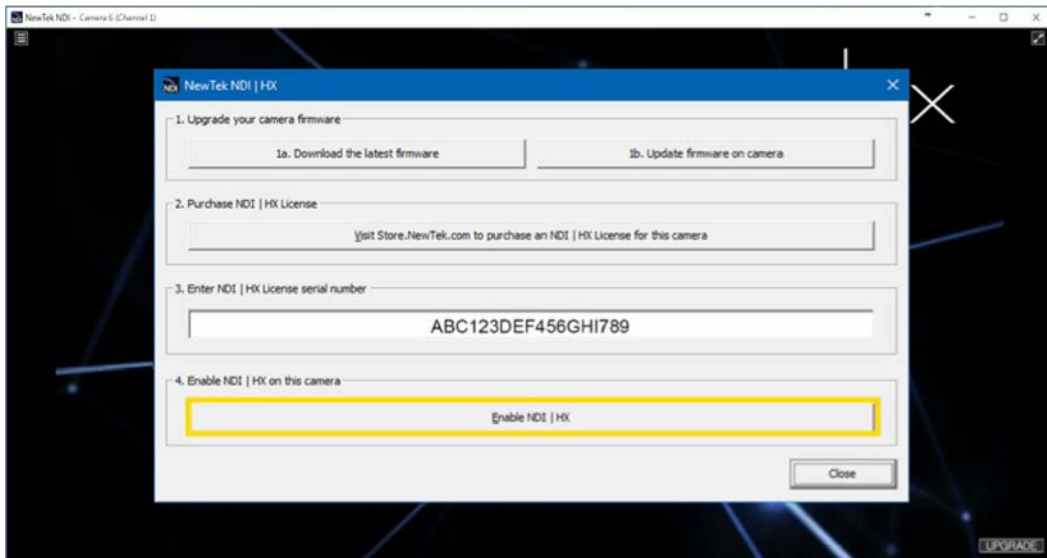 NewTek NDI - Camera 6 (Channel 1)
NDI
NewTek NDI | HX
1. Upgrade your camera firmware
1a. Download the latest firmware
1b. Update firmware on camera
2. Purchase NDI | HX License
Visit Store.NewTek.com to purchase an NDI | HX License for this camera
3. Enter NDI | HX License serial number
ABC123DEF456GHI789
4. Enable NDI | HX on this camera
Enable NDI | HX
Close
UPGRADE